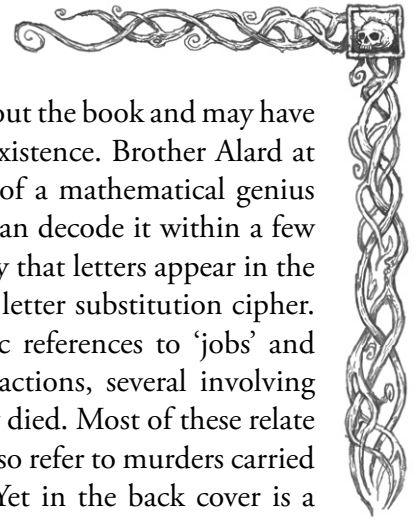 out the book and may have
xistence. Brother Alard at
of a mathematical genius
an decode it within a few
y that letters appear in the
letter substitution cipher.
c references to ‘jobs’ and
actions, several involving
died. Most of these relate
so refer to murders carried
Yet in the back cover is a